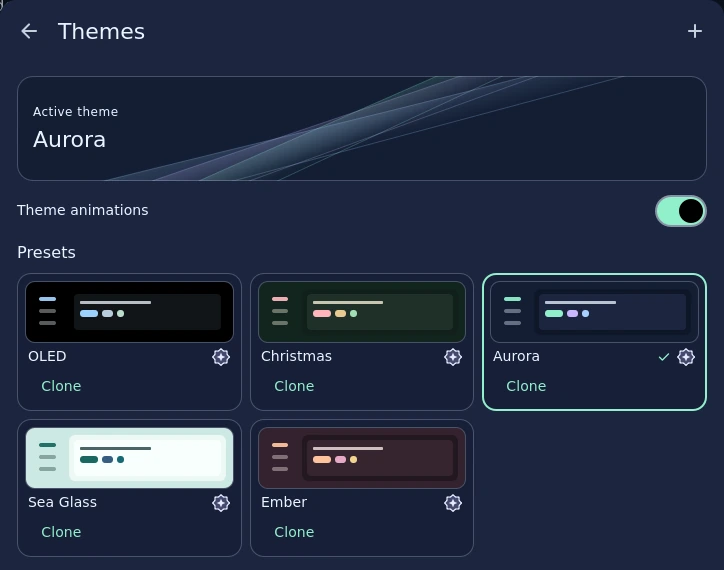 Themes
Active theme
Aurora
Theme animations
Presets
OLED
Clone
Christmas
Clone
Aurora
Clone
Sea Glass
Clone
Ember
Clone